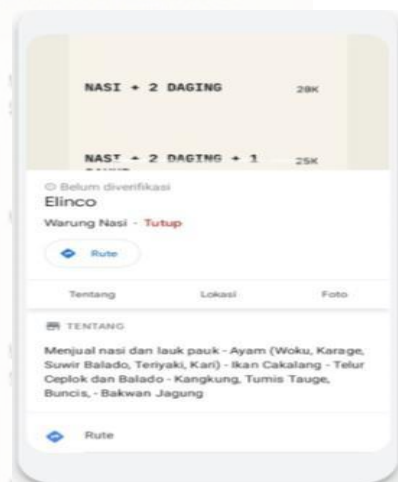 NASI + 2 DAGING 28K
NASI + 2 DAGING + 1 25K
Belum diverifikasi
Elinco
Warung Nasi - Tutup
Rute
Tentang Lokasi Foto
TENTANG
Menjual nasi dan lauk pauk - Ayam (Woku, Karage,
Suwir Balado, Teriyaki, Kari) - Ikan Cakalang - Telur
Ceplok dan Balado - Kangkung, Tumis Tauge,
Buncis, - Bakwan Jagung
Rute